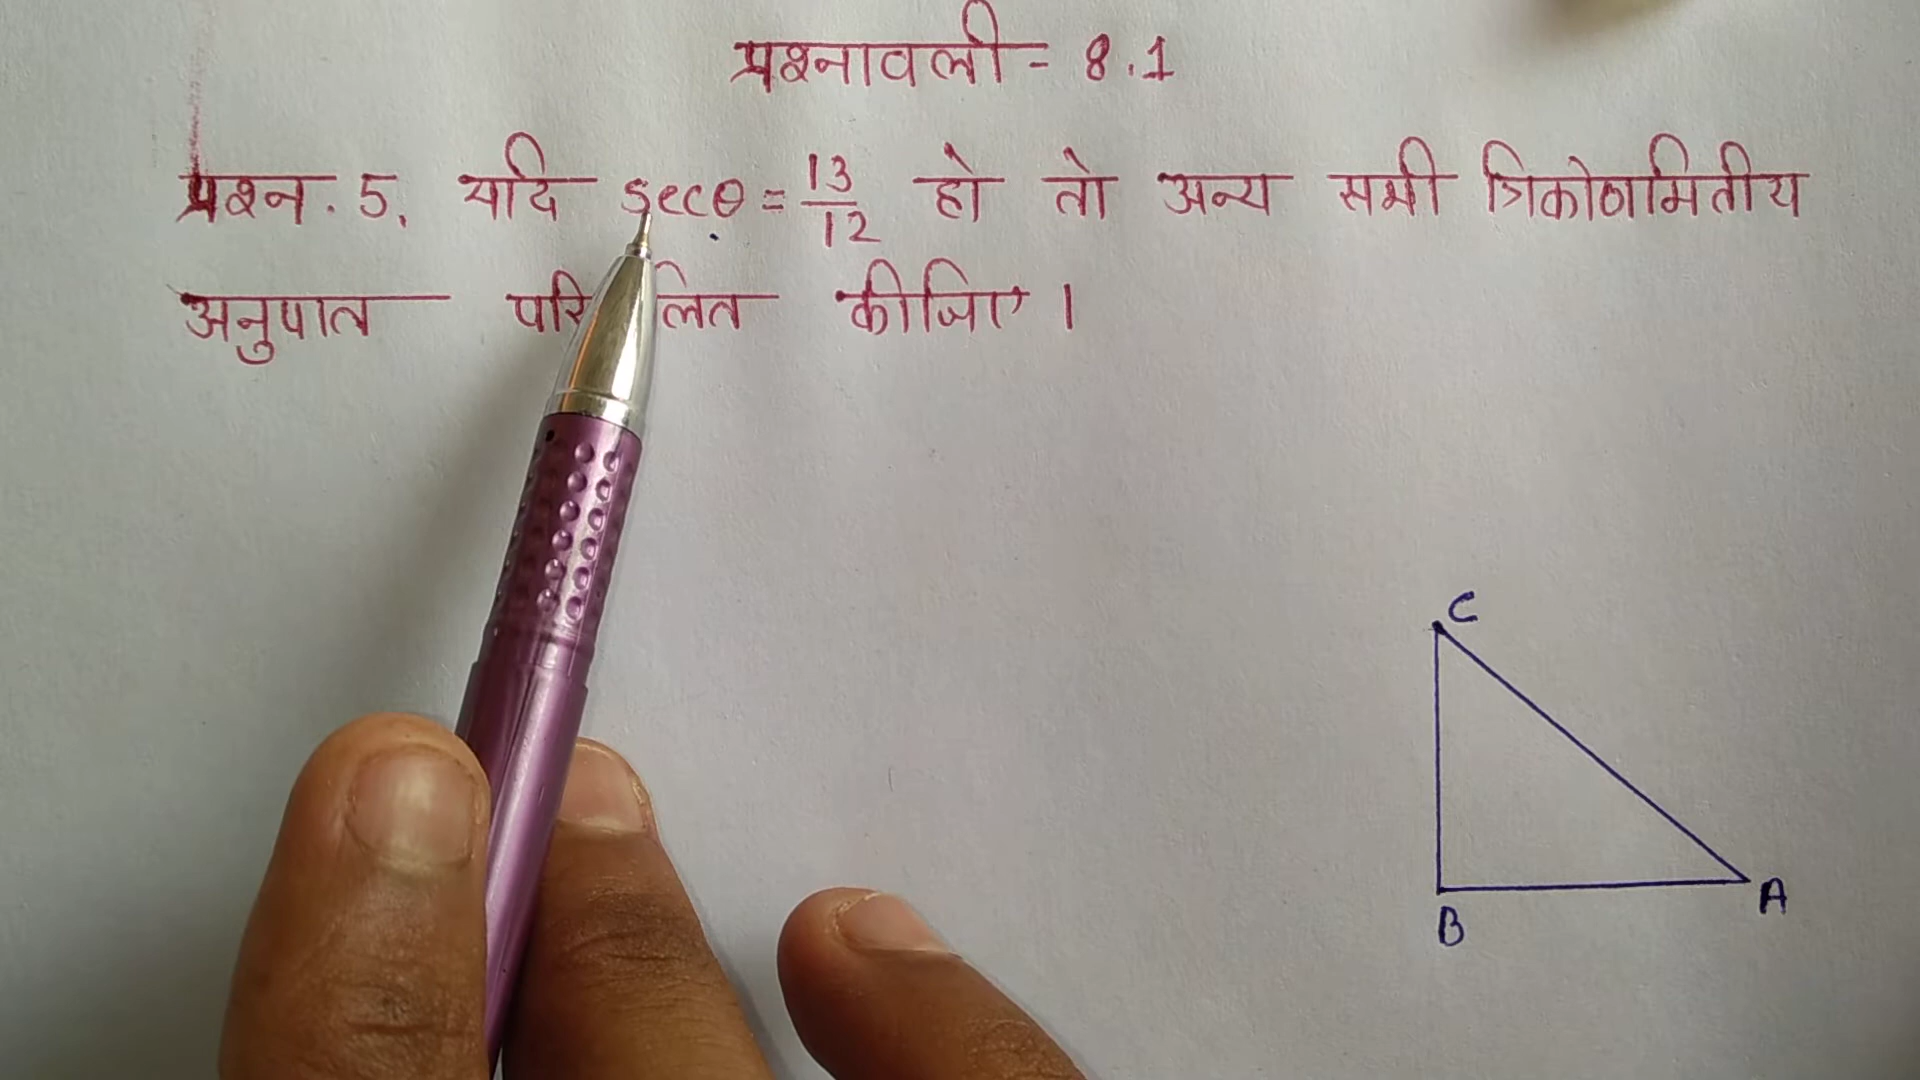 प्रश्नावली - 8.1
प्रश्न. 5. यदि secθ = 13/12 हो तो अन्य सभी त्रिकोणमितीय
अनुपात कीजिए ।
C
B
A